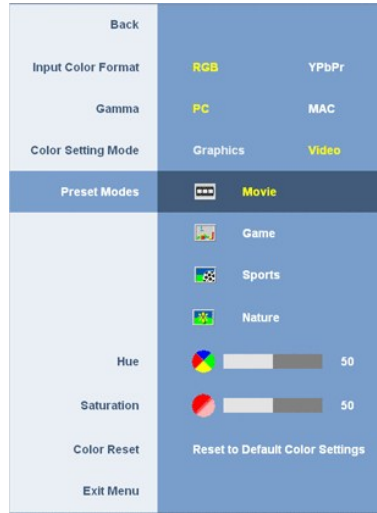 Back
Input Color Format RGB YPbPr
Gamma PC MAC
Color Setting Mode Graphics Video
Preset Modes Movie
Game
Sports
Nature
Hue 50
Saturation 50
Color Reset Reset to Default Color Settings
Exit Menu